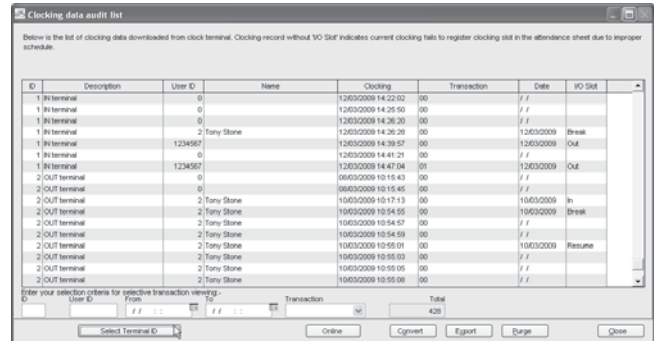 Clocking data audit list
Below is the list of clocking data downloaded from clock terminal. Clocking record without 'I/O Slot' indicates current clocking fails to register clocking slot in the attendance sheet due to improper
schedule.
ID Description User ID Name Clocking Transaction Date I/O Slot
1 IN terminal 0 12/03/2009 14:22:02 00 / /
1 IN terminal 0 12/03/2009 14:25:50 00 / /
1 IN terminal 0 12/03/2009 14:26:20 00 / /
1 IN terminal 2 Tony Stone 12/03/2009 14:26:28 00 12/03/2009 Break
1 IN terminal 1234567 12/03/2009 14:39:57 00 12/03/2009 Out
1 IN terminal 0 12/03/2009 14:41:21 00 / /
1 IN terminal 1234567 12/03/2009 14:47:04 01 12/03/2009 Out
2 OUT terminal 0 08/03/2009 10:15:43 00 / /
2 OUT terminal 0 08/03/2009 10:15:45 00 / /
2 OUT terminal 2 Tony Stone 10/03/2009 10:17:13 00 10/03/2009 In
2 OUT terminal 2 Tony Stone 10/03/2009 10:54:55 00 10/03/2009 Break
2 OUT terminal 2 Tony Stone 10/03/2009 10:54:57 00 / /
2 OUT terminal 2 Tony Stone 10/03/2009 10:54:59 00 / /
2 OUT terminal 2 Tony Stone 10/03/2009 10:55:01 00 10/03/2009 Resume
2 OUT terminal 2 Tony Stone 10/03/2009 10:55:03 00 / /
2 OUT terminal 2 Tony Stone 10/03/2009 10:55:05 00 / /
2 OUT terminal 2 Tony Stone 10/03/2009 10:55:08 00 / /
Enter your selection criteria for selective transaction viewing:-
ID User ID From To Transaction Total
/ / : : / / : : 428
Select Terminal ID Online Convert Export Purge Close